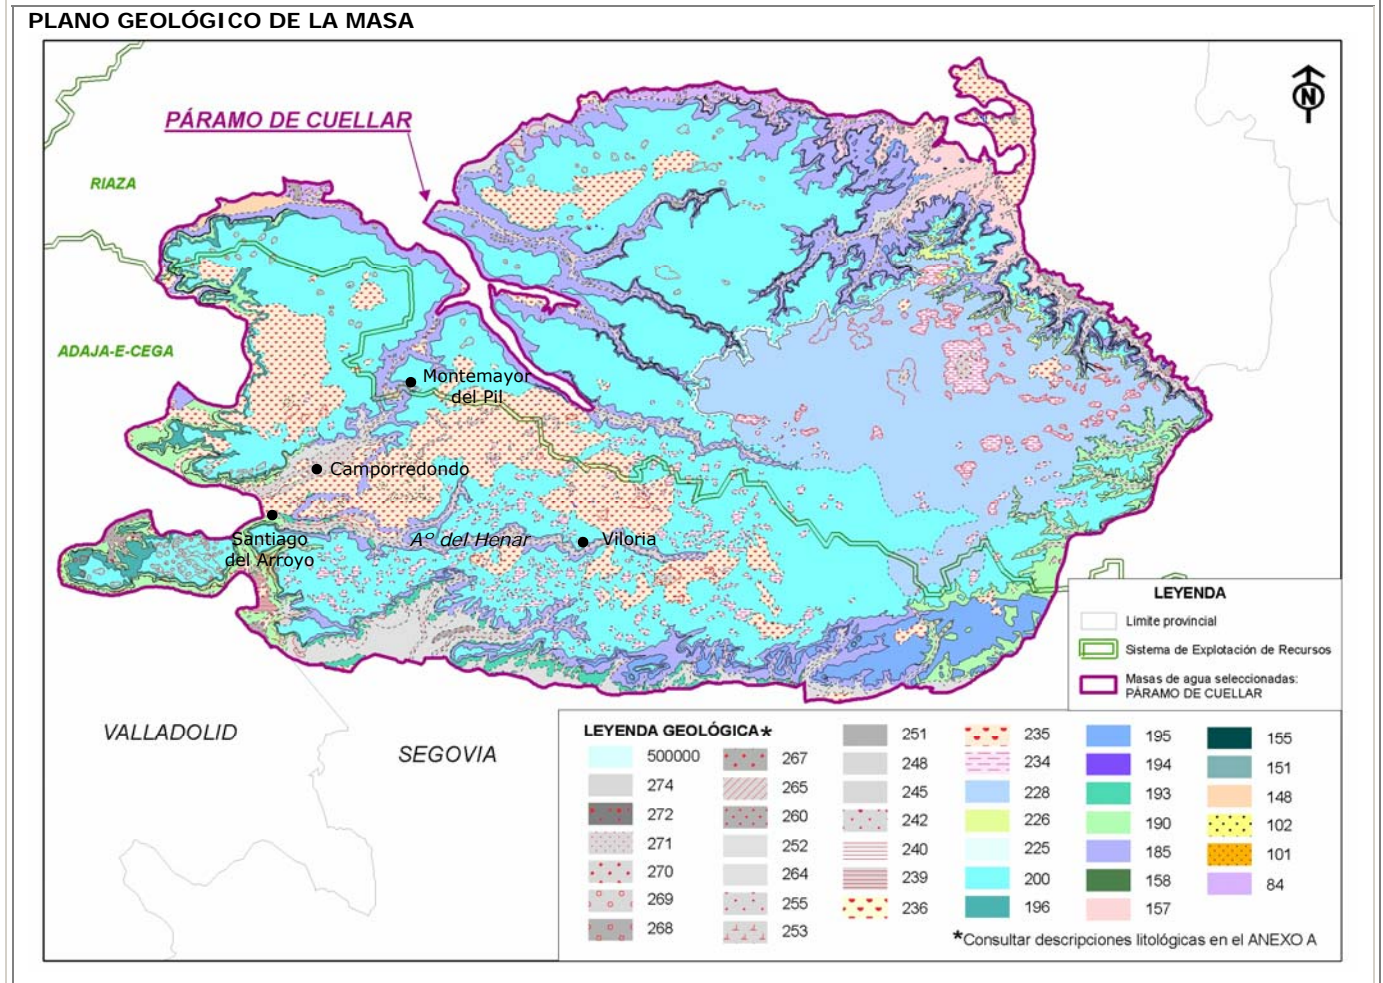 PLANO GEOLÓGICO DE LA MASA
PÁRAMO DE CUELLAR
N
RIAZA
ADAJA-E-CEGA
Montemayor
del Pil
Camporredondo
Santiago
del Arroyo
Aº del Henar
Viloria
VALLADOLID
SEGOVIA
LEYENDA
Límite provincial
Sistema de Explotación de Recursos
Masas de agua seleccionadas:
PÁRAMO DE CUELLAR
LEYENDA GEOLÓGICA*
500000
274
272
271
270
269
268
267
265
260
252
264
255
253
251
248
245
242
240
239
236
235
234
228
226
225
200
196
195
194
193
190
185
158
157
155
151
148
102
101
84
*Consultar descripciones litológicas en el ANEXO A